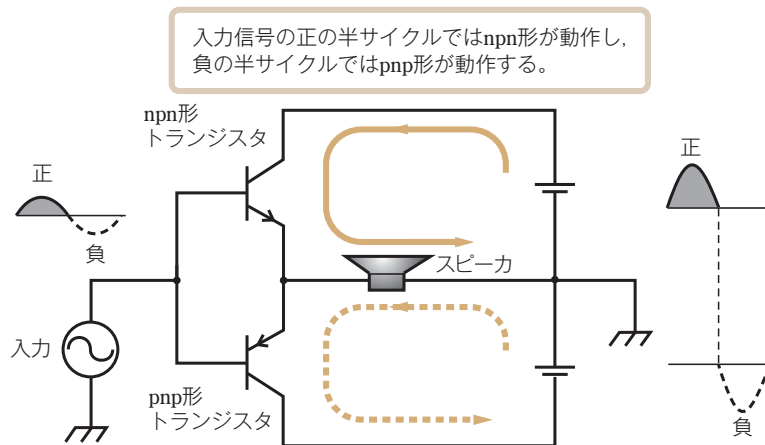 入力信号の正の半サイクルではnpn形が動作し,
負の半サイクルではpnp形が動作する。
npn形
トランジスタ
正
負
スピーカ
正
入力
pnp形
トランジスタ
負